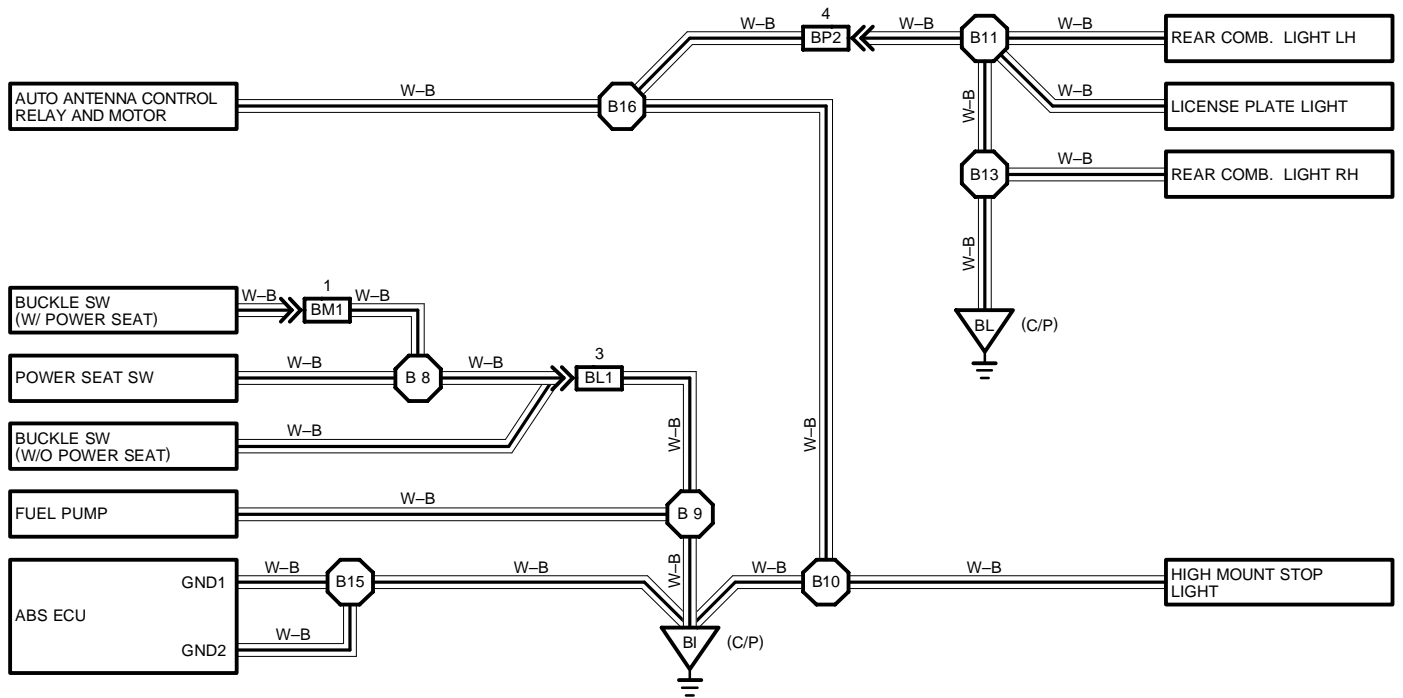 4
W–B
BP2
W–B
B11
W–B
REAR COMB. LIGHT LH
AUTO ANTENNA CONTROL
RELAY AND MOTOR
W–B
B16
W–B
W–B
LICENSE PLATE LIGHT
B13
W–B
REAR COMB. LIGHT RH
W–B
BL
(C/P)
BUCKLE SW
(W/ POWER SEAT)
W–B
1
BM1
W–B
POWER SEAT SW
W–B
B 8
W–B
3
BL1
BUCKLE SW
(W/O POWER SEAT)
W–B
W–B
W–B
FUEL PUMP
W–B
B 9
W–B
ABS ECU
GND1
W–B
B15
W–B
W–B
B10
W–B
HIGH MOUNT STOP
LIGHT
GND2
W–B
BI
(C/P)